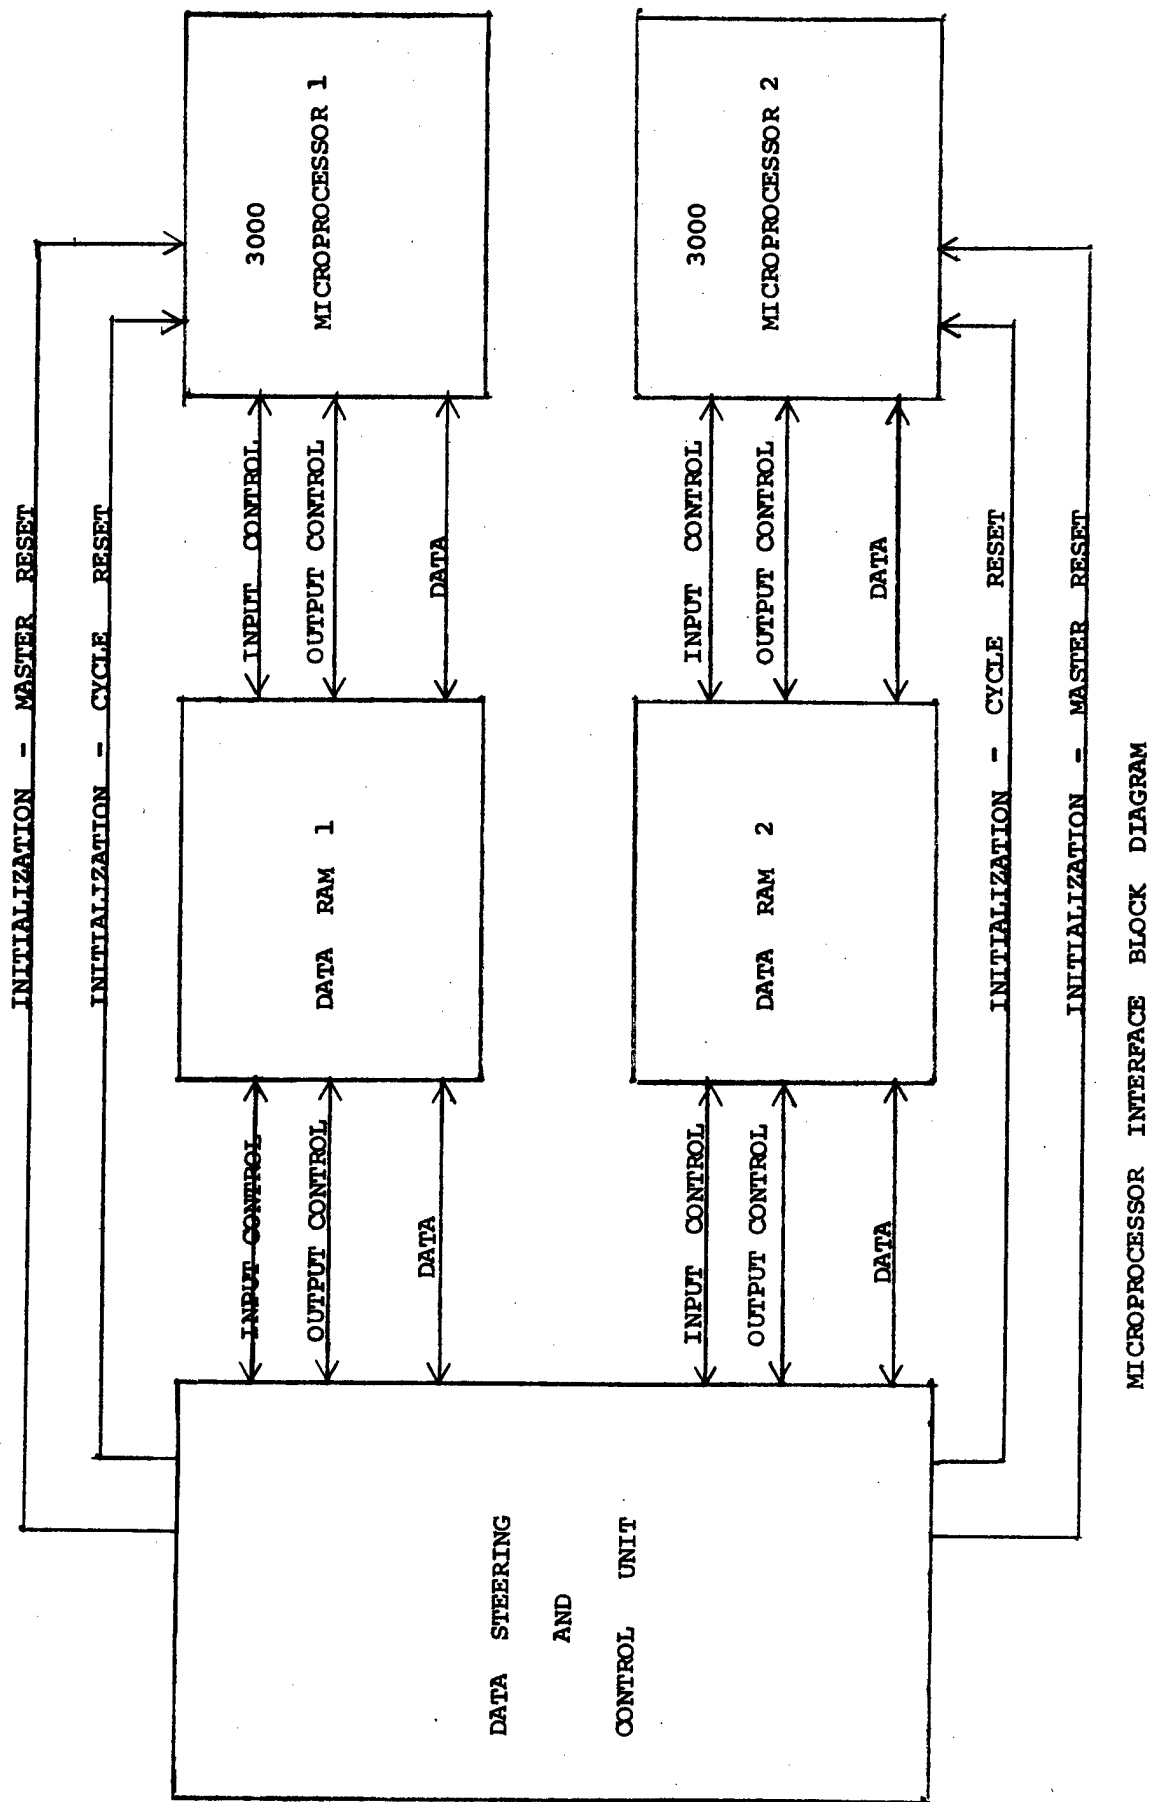 INITIALIZATION - MASTER RESET
INITIALIZATION - CYCLE RESET
INPUT CONTROL
OUTPUT CONTROL
DATA
INPUT CONTROL
OUTPUT CONTROL
DATA
DATA RAM 1
3000
MICROPROCESSOR 1
DATA STEERING
AND
CONTROL UNIT
INPUT CONTROL
OUTPUT CONTROL
DATA
INPUT CONTROL
OUTPUT CONTROL
DATA
DATA RAM 2
3000
MICROPROCESSOR 2
INITIALIZATION - CYCLE RESET
INITIALIZATION - MASTER RESET
MICROPROCESSOR INTERFACE BLOCK DIAGRAM